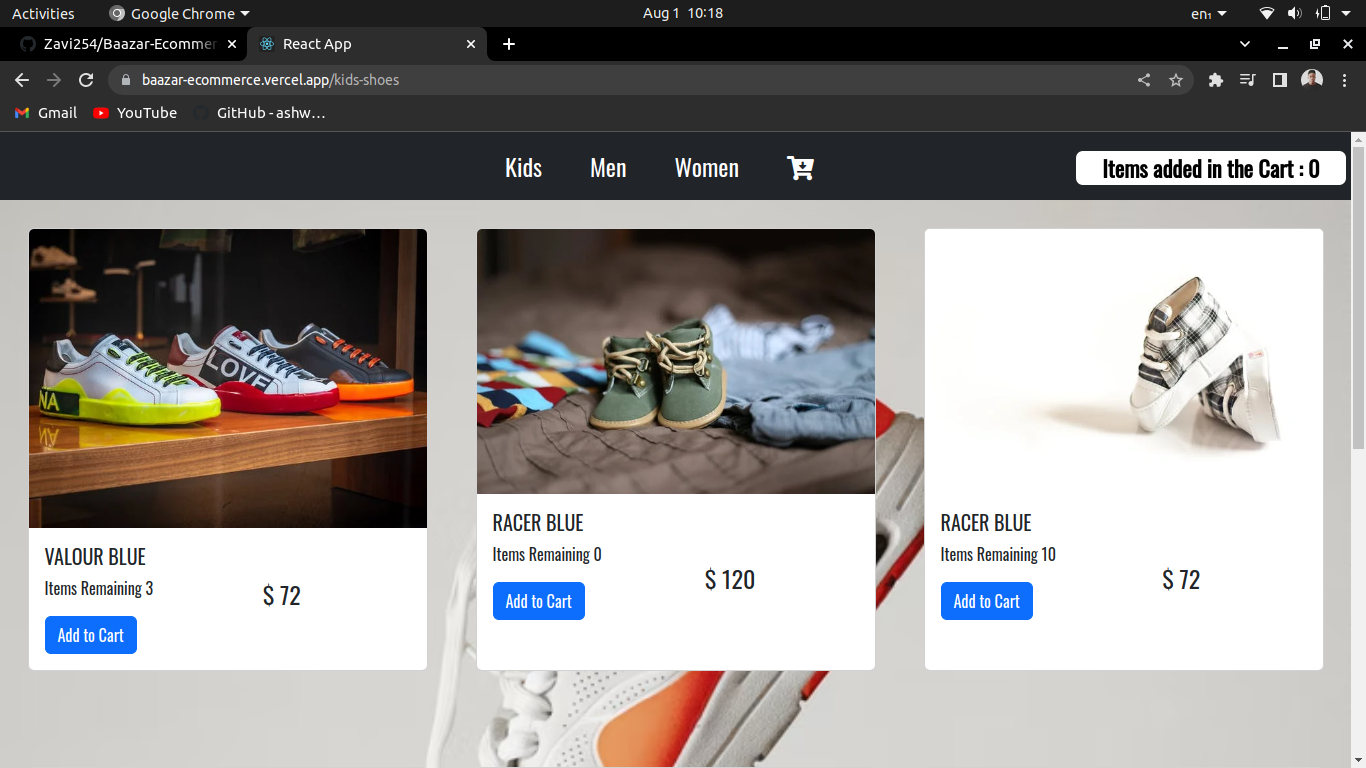 Activities
Google Chrome
Aug 1 10:18
en₁
Zavi254/Baazar-Ecommer
React App
baazar-ecommerce.vercel.app/kids-shoes
Gmail
YouTube
GitHub - ashw…
Kids
Men
Women
Items added in the Cart : 0
NA
LOVE
VALOUR BLUE
Items Remaining 3
$ 72
Add to Cart
RACER BLUE
Items Remaining 0
$ 120
Add to Cart
RACER BLUE
Items Remaining 10
$ 72
Add to Cart